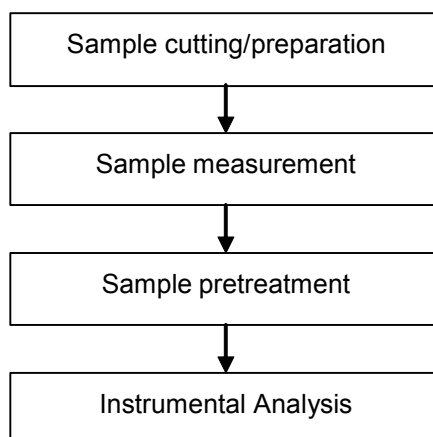 Sample cutting/preparation
Sample measurement
Sample pretreatment
Instrumental Analysis